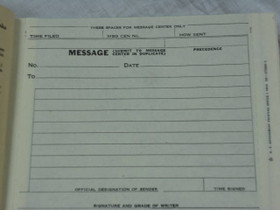 THESE SPACES FOR MESSAGE CENTER ONLY
TIME FILED MSG CEN No. HOW SENT
MESSAGE (SUBMIT TO MESSAGE CENTER IN DUPLICATE) PRECEDENCE
No. DATE
To
OFFICIAL DESIGNATION OF SENDER TIME SIGNED
SIGNATURE AND GRADE OF WRITER